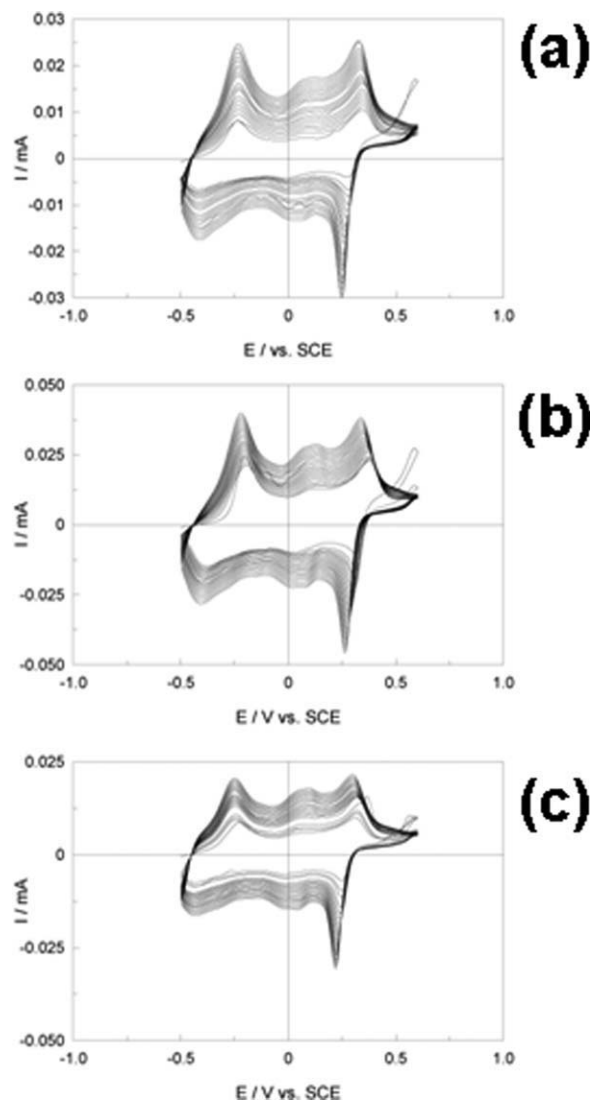 (a)
0.03
0.02
0.01
0
-0.01
-0.02
-0.03
I / mA
-1.0 -0.5 0 0.5 1.0
E / vs. SCE
(b)
0.050
0.025
0
-0.025
-0.050
I / mA
-1.0 -0.5 0 0.5 1.0
E / V vs. SCE
(c)
0.025
0
-0.025
-0.050
I / mA
-1.0 -0.5 0 0.5 1.0
E / V vs. SCE